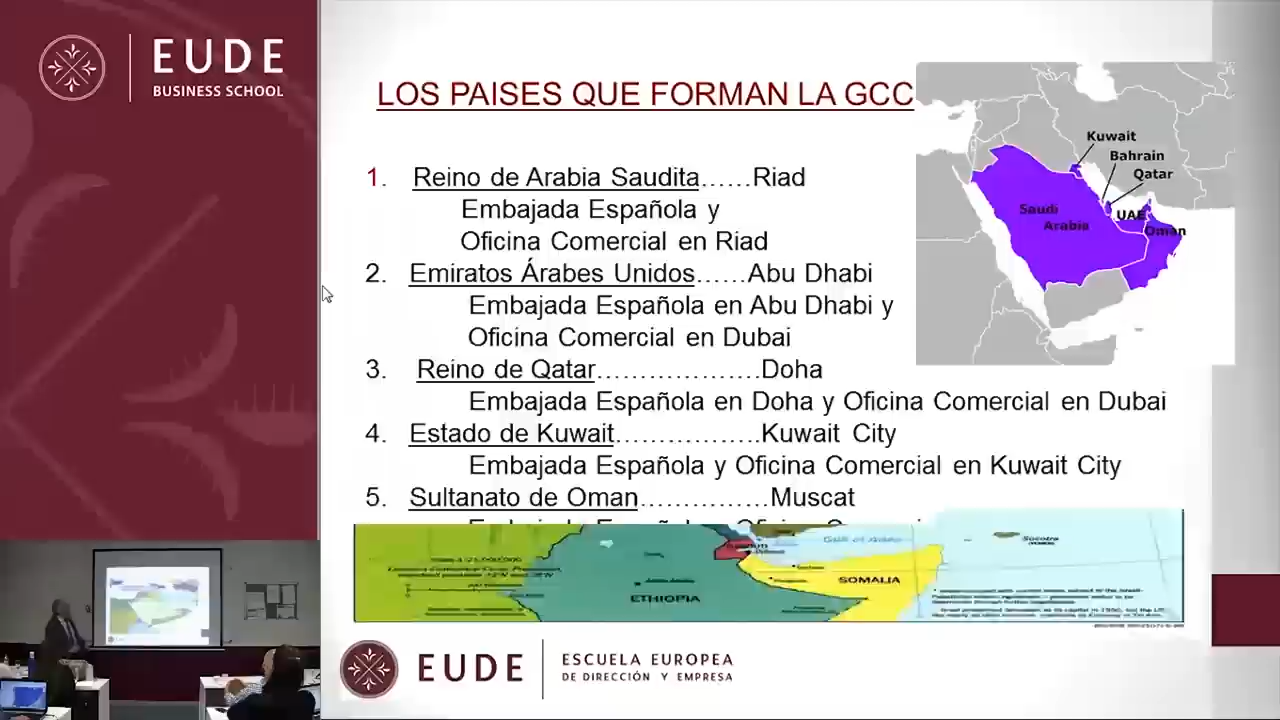 EUDE
BUSINESS SCHOOL
LOS PAISES QUE FORMAN LA GCC
1. Reino de Arabia Saudita……Riad
Embajada Española y
Oficina Comercial en Riad
2. Emiratos Árabes Unidos……Abu Dhabi
Embajada Española en Abu Dhabi y
Oficina Comercial en Dubai
3. Reino de Qatar……………….Doha
Embajada Española en Doha y Oficina Comercial en Dubai
4. Estado de Kuwait……………..Kuwait City
Embajada Española y Oficina Comercial en Kuwait City
5. Sultanato de Oman……………Muscat
Kuwait
Bahrain
Qatar
Saudi
Arabia
UAE
Oman
Gulf of Aden
Socotra
SOMALIA
ETHIOPIA
EUDE
ESCUELA EUROPEA
DE DIRECCIÓN Y EMPRESA